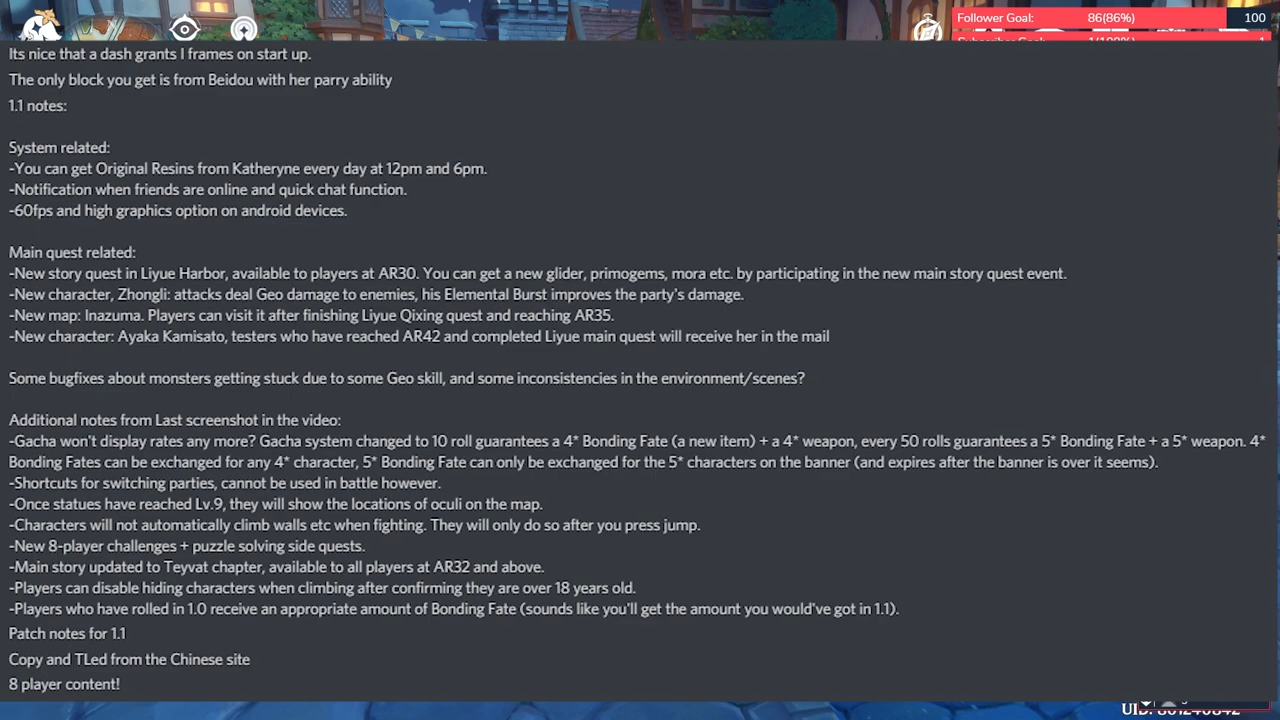 Follower Goal: 86(86%) 100
Its nice that a dash grants I frames on start up.
The only block you get is from Beidou with her parry ability
1.1 notes:
System related:
-You can get Original Resins from Katheryne every day at 12pm and 6pm.
-Notification when friends are online and quick chat function.
-60fps and high graphics option on android devices.
Main quest related:
-New story quest in Liyue Harbor, available to players at AR30. You can get a new glider, primogems, mora etc. by participating in the new main story quest event.
-New character, Zhongli: attacks deal Geo damage to enemies, his Elemental Burst improves the party's damage.
-New map: Inazuma. Players can visit it after finishing Liyue Qixing quest and reaching AR35.
-New character: Ayaka Kamisato, testers who have reached AR42 and completed Liyue main quest will receive her in the mail
Some bugfixes about monsters getting stuck due to some Geo skill, and some inconsistencies in the environment/scenes?
Additional notes from Last screenshot in the video:
-Gacha won't display rates any more? Gacha system changed to 10 roll guarantees a 4* Bonding Fate (a new item) + a 4* weapon, every 50 rolls guarantees a 5* Bonding Fate + a 5* weapon. 4*
Bonding Fates can be exchanged for any 4* character, 5* Bonding Fate can only be exchanged for the 5* characters on the banner (and expires after the banner is over it seems).
-Shortcuts for switching parties, cannot be used in battle however.
-Once statues have reached Lv.9, they will show the locations of oculi on the map.
-Characters will not automatically climb walls etc when fighting. They will only do so after you press jump.
-New 8-player challenges + puzzle solving side quests.
-Main story updated to Teyvat chapter, available to all players at AR32 and above.
-Players can disable hiding characters when climbing after confirming they are over 18 years old.
-Players who have rolled in 1.0 receive an appropriate amount of Bonding Fate (sounds like you'll get the amount you would've got in 1.1).
Patch notes for 1.1
Copy and TLed from the Chinese site
8 player content!
UID: